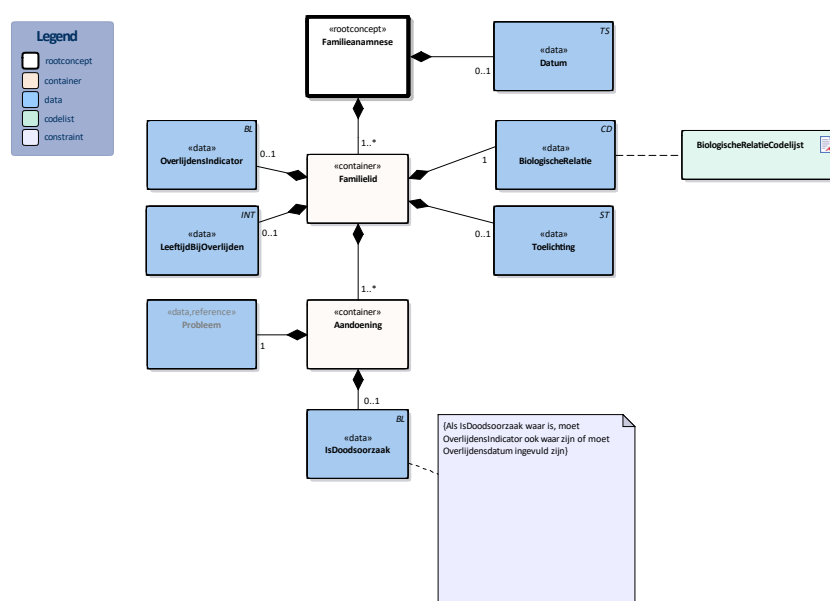 Legend
rootconcept
container
data
codelist
constraint
«rootconcept»
Familieanamnese
TS
«data»
Datum
0..1
1..*
BL
«data»
OverlijdensIndicator
0..1
«container»
Familielid
CD
«data»
BiologischeRelatie
1
BiologischeRelatieCodelijst
INT
«data»
LeeftijdBijOverlijden
0..1
ST
«data»
Toelichting
0..1
1..*
«data,reference»
Probleem
1
«container»
Aandoening
0..1
BL
«data»
IsDoodsoorzaak
{Als IsDoodsoorzaak waar is, moet
OverlijdensIndicator ook waar zijn of moet
Overlijdensdatum ingevuld zijn}